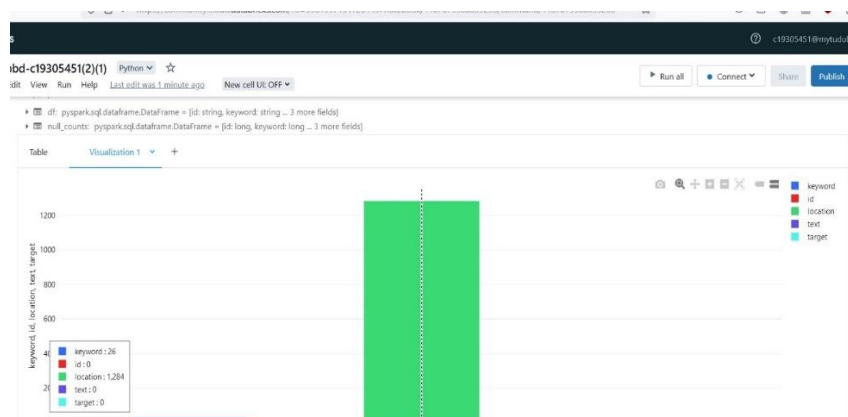 c19305451@mytudub
bd-c19305451(2)(1) Python
Run all Connect Share Publish
dit View Run Help Last edit was 1 minute ago New cell UI: OFF
df: pyspark.sql.dataframe.DataFrame = [id: string, keyword: string ... 3 more fields]
null_counts: pyspark.sql.dataframe.DataFrame = [id: long, keyword: long ... 3 more fields]
Table Visualization 1 +
keyword
id
location
text
target
keyword, id, location, text, target
1200
1000
800
600
keyword : 26
id : 0
location : 1,284
text : 0
target : 0